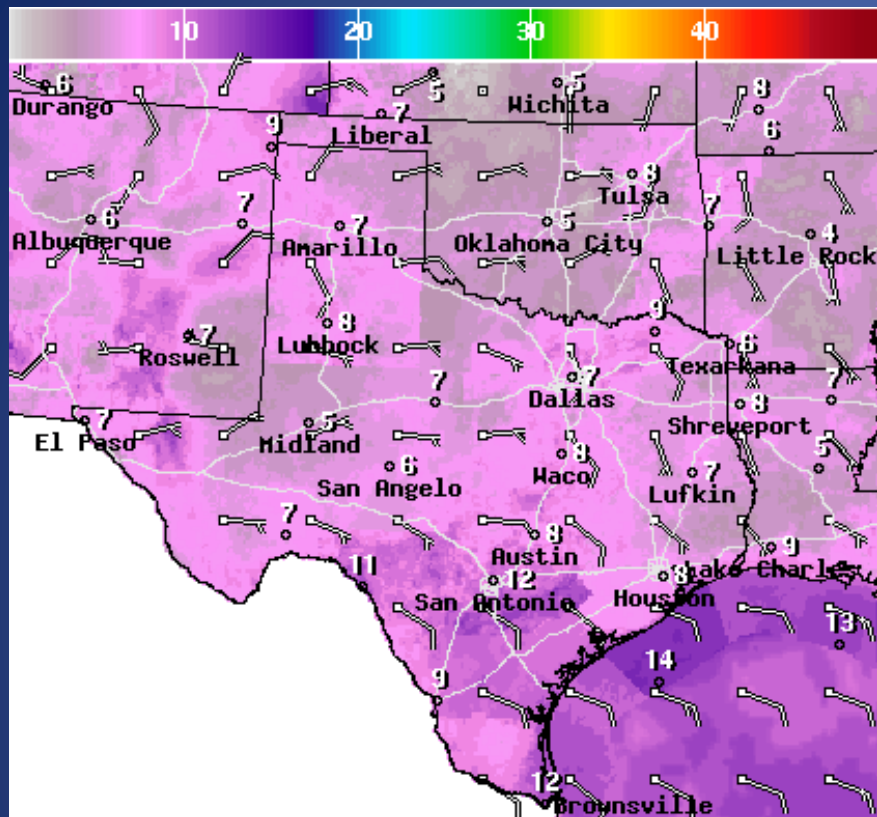 10 20 30 40
6 5 5 8
Durango Wichita
7
Liberal
9 6
8
Tulsa
6 7 7 5 7 4
Albuquerque Amarillo Oklahoma City Little Rock
7 8 9 6
Roswell Lubbock Texarkana
7 7 7
Dallas
7 5 8
El Paso Midland Shreveport
6 8 7 5
San Angelo Waco Lufkin
7 8 9
Austin
11 12 8 Lake Charles
San Antonio Houston
13
14
9
12
Brownsville